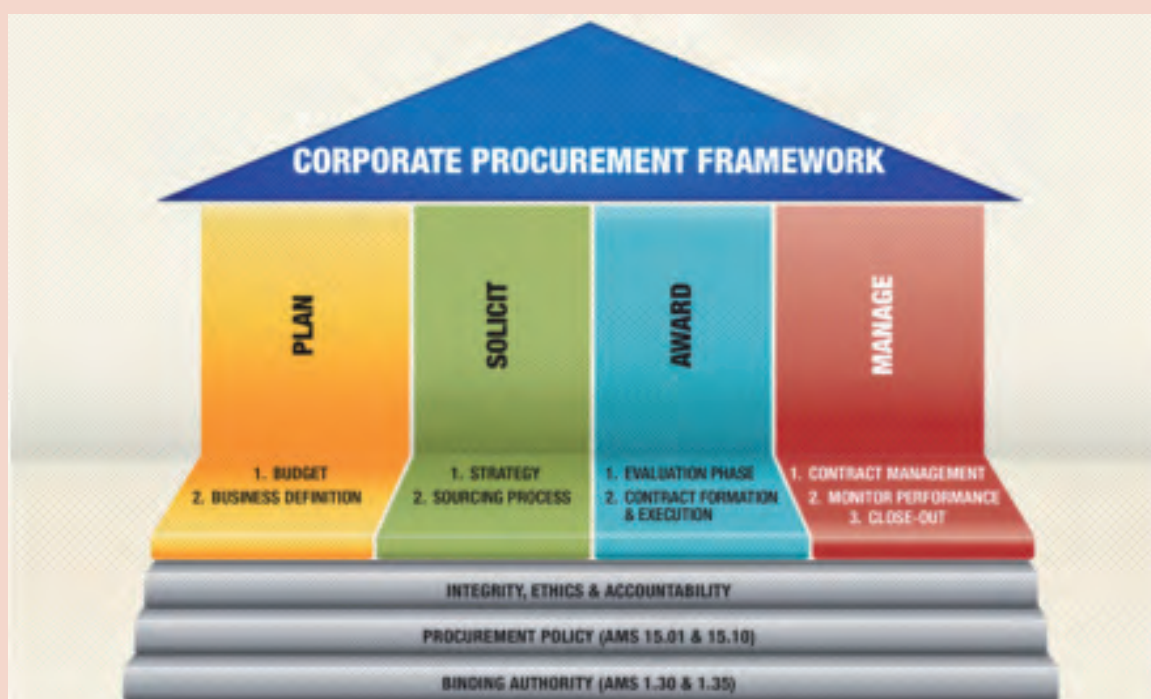 CORPORATE PROCUREMENT FRAMEWORK
PLAN
SOLICIT
AWARD
MANAGE
1. BUDGET
2. BUSINESS DEFINITION
1. STRATEGY
2. SOURCING PROCESS
1. EVALUATION PHASE
2. CONTRACT FORMATION
& EXECUTION
1. CONTRACT MANAGEMENT
2. MONITOR PERFORMANCE
3. CLOSE-OUT
INTEGRITY, ETHICS & ACCOUNTABILITY
PROCUREMENT POLICY (AMS 15.01 & 15.10)
BINDING AUTHORITY (AMS 1.30 & 1.35)